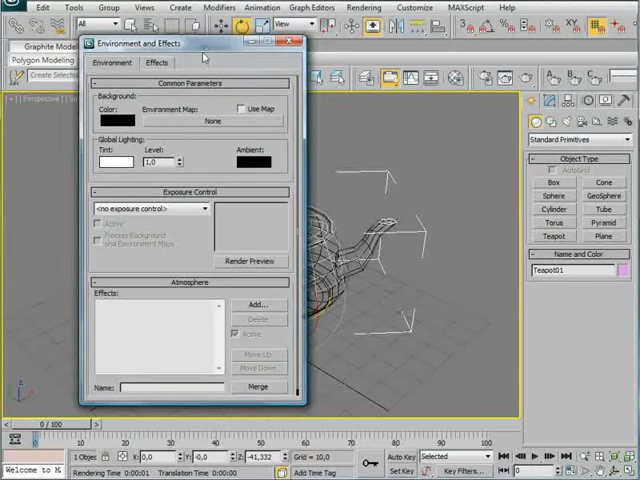 Edit Tools Group Views Create Modifiers Animation Graph Editors Rendering Customize MAXScript Help
All
View
Graphite Model
Polygon Modeling
Create Selection
Environment and Effects
Environment Effects
- Common Parameters
Background:
Color: Environment Map: Use Map
None
Global Lighting:
Tint: Level: Ambient:
1,0
- Exposure Control
<no exposure control>
Active
Process Background
and Environment Maps
Render Preview
- Atmosphere
Effects:
Add...
Delete
Active
Move Up
Move Down
Name:
Merge
Standard Primitives
- Object Type
AutoGrid
Box Cone
Sphere GeoSphere
Cylinder Tube
Torus Pyramid
Teapot Plane
- Name and Color
Teapot01
0 / 100
0 10 20 30 40 50 60 70 80 90 100
1 Objec X: 0,0 Y: -0,0 Z: -41,332 Grid = 10,0
Auto Key Selected
Welcome to M
Rendering Time 0:00:01 Translation Time 0:00:00
Add Time Tag
Set Key Key Filters...
0